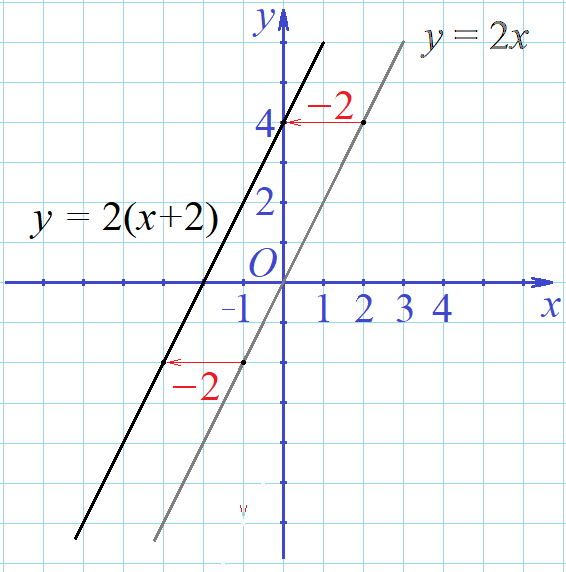 y
y = 2x
−2
4
2
y = 2(x+2)
O
-1 1 2 3 4
x
−2